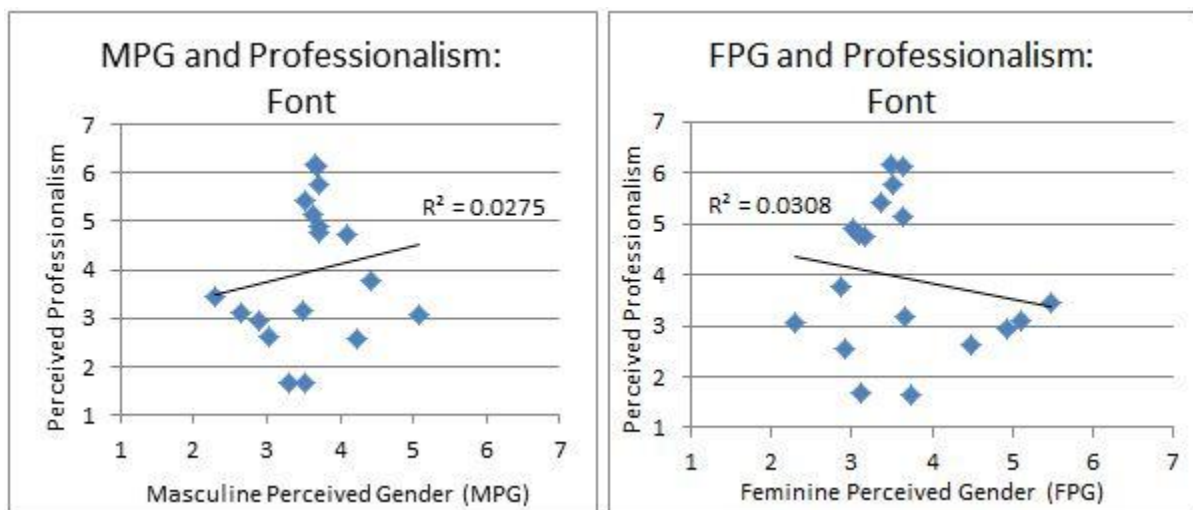 MPG and Professionalism:
Font
Perceived Professionalism
7
6
5
4
3
2
1
R² = 0.0275
1 2 3 4 5 6 7
Masculine Perceived Gender (MPG)
FPG and Professionalism:
Font
Perceived Professionalism
7
6
5
4
3
2
1
R² = 0.0308
1 2 3 4 5 6 7
Feminine Perceived Gender (FPG)